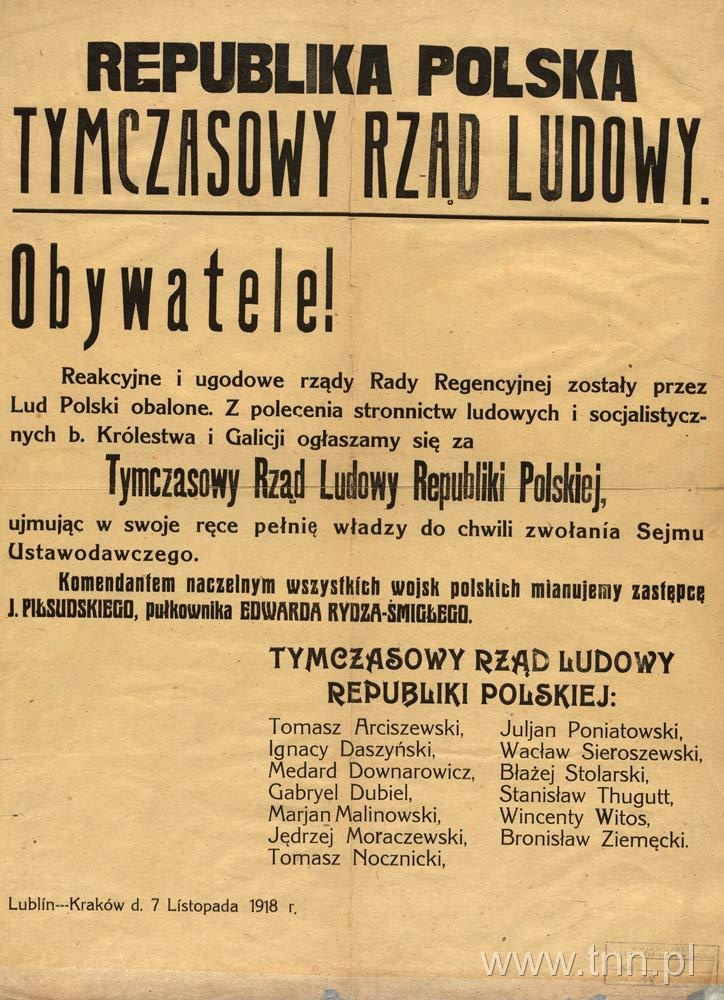 REPUBLIKA POLSKA
TYMCZASOWY RZĄD LUDOWY.
Obywatele!
Reakcyjne i ugodowe rządy Rady Regencyjnej zostały przez
Lud Polski obalone. Z polecenia stronnictw ludowych i socjalistycz-
nych b. Królestwa i Galicji ogłaszamy się za
Tymczasowy Rząd Ludowy Republiki Polskiej,
ujmując w swoje ręce pełnię władzy do chwili zwołania Sejmu
Ustawodawczego.
Komendantem naczelnym wszystkich wojsk polskich mianujemy zastępcę
J. PIŁSUDSKIEGO, pułkownika EDWARDA RYDZA-ŚMIGŁEGO.
TYMCZASOWY RZĄD LUDOWY
REPUBLIKI POLSKIEJ:
Tomasz Arciszewski,
Ignacy Daszyński,
Medard Downarowicz,
Gabryel Dubiel,
Marjan Malinowski,
Jędrzej Moraczewski,
Tomasz Nocznicki,
Juljan Poniatowski,
Wacław Sieroszewski,
Błażej Stolarski,
Stanisław Thugutt,
Wincenty Witos,
Bronisław Ziemęcki.
Lublin---Kraków d. 7 Listopada 1918 r.
www.tnn.pl